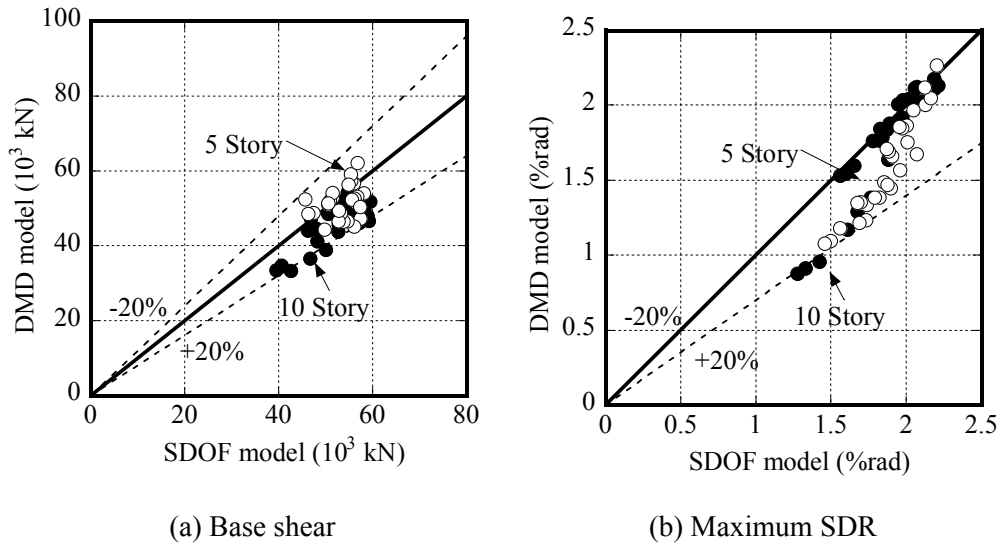 100
80
60
40
20
0
DMD model (10³ kN)
5 Story
-20%
+20%
10 Story
0 20 40 60 80
SDOF model (10³ kN)
(a) Base shear
2.5
2
1.5
1
0.5
0
DMD model (%rad)
5 Story
-20%
+20%
10 Story
0 0.5 1 1.5 2 2.5
SDOF model (%rad)
(b) Maximum SDR